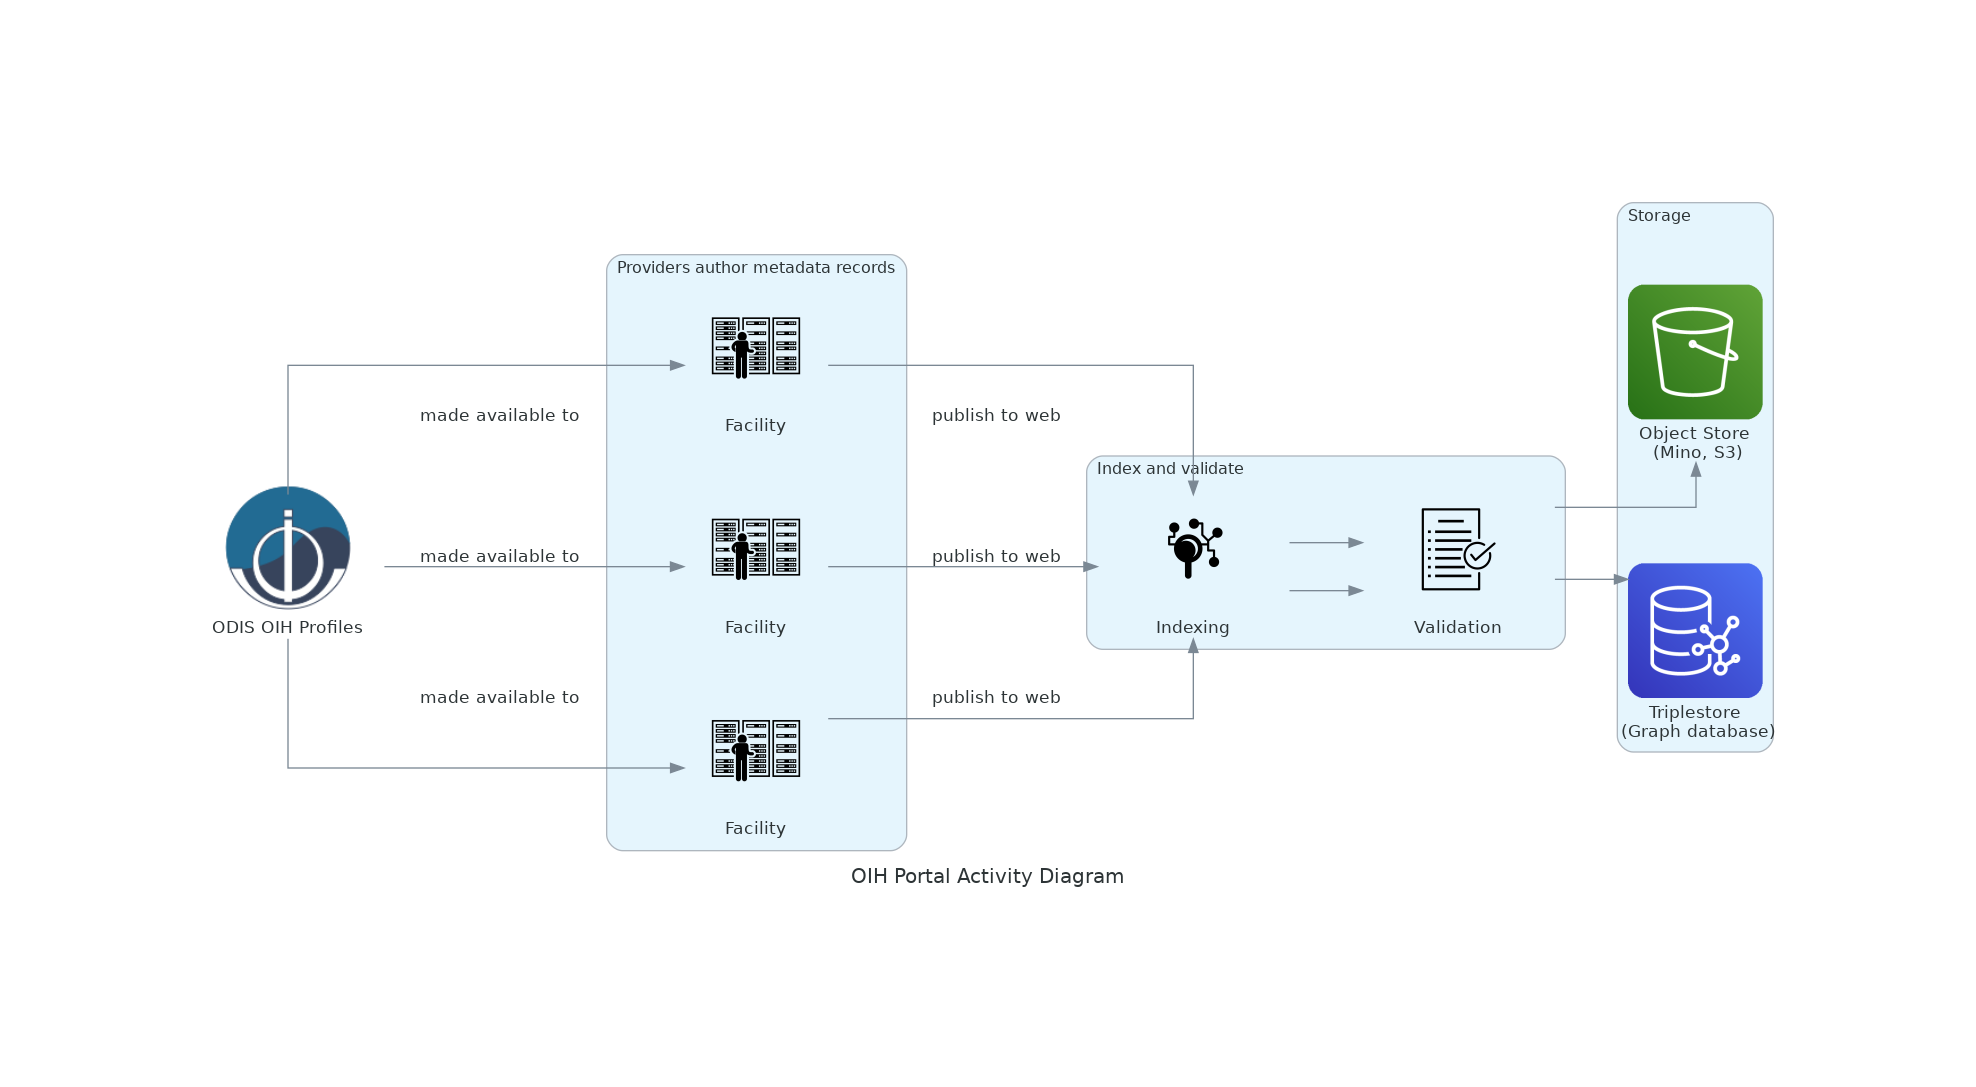 Storage
Providers author metadata records
made available to
Facility
publish to web
Object Store
(Mino, S3)
Index and validate
made available to
publish to web
ODIS OIH Profiles
Facility
Indexing
Validation
made available to
publish to web
Triplestore
(Graph database)
Facility
OIH Portal Activity Diagram